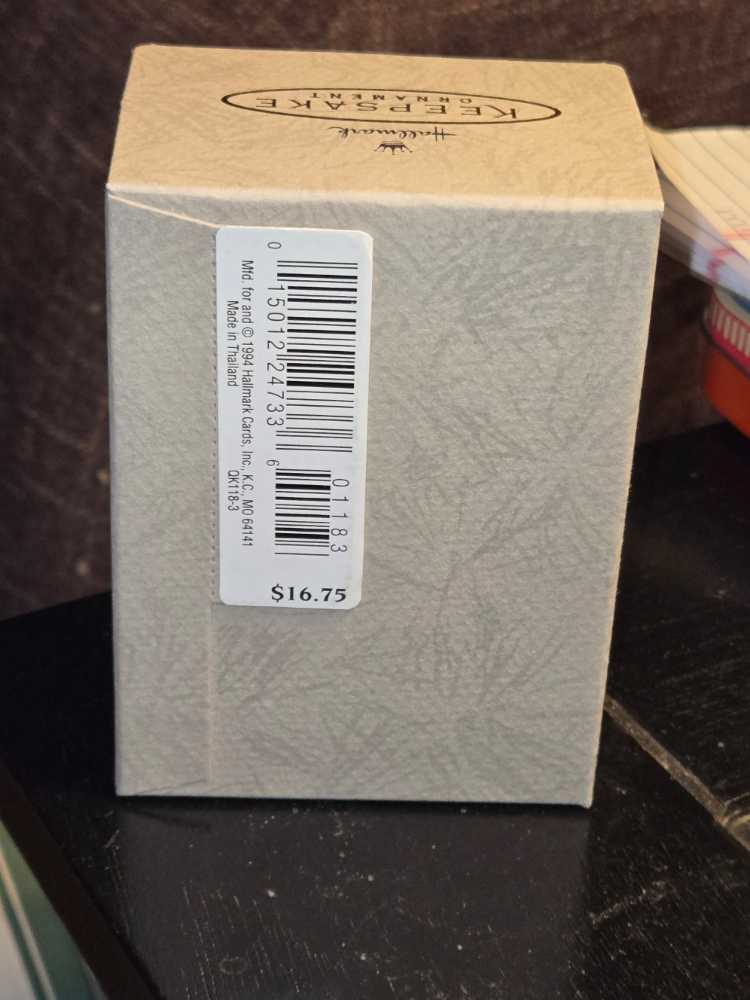 KEEPSAKE
ORNAMENT
Hallmark
0 15012 24733 6
01183
Mfd. for and © 1994 Hallmark Cards, Inc., K.C., MO 64141
Made in Thailand
QK118-3
$16.75